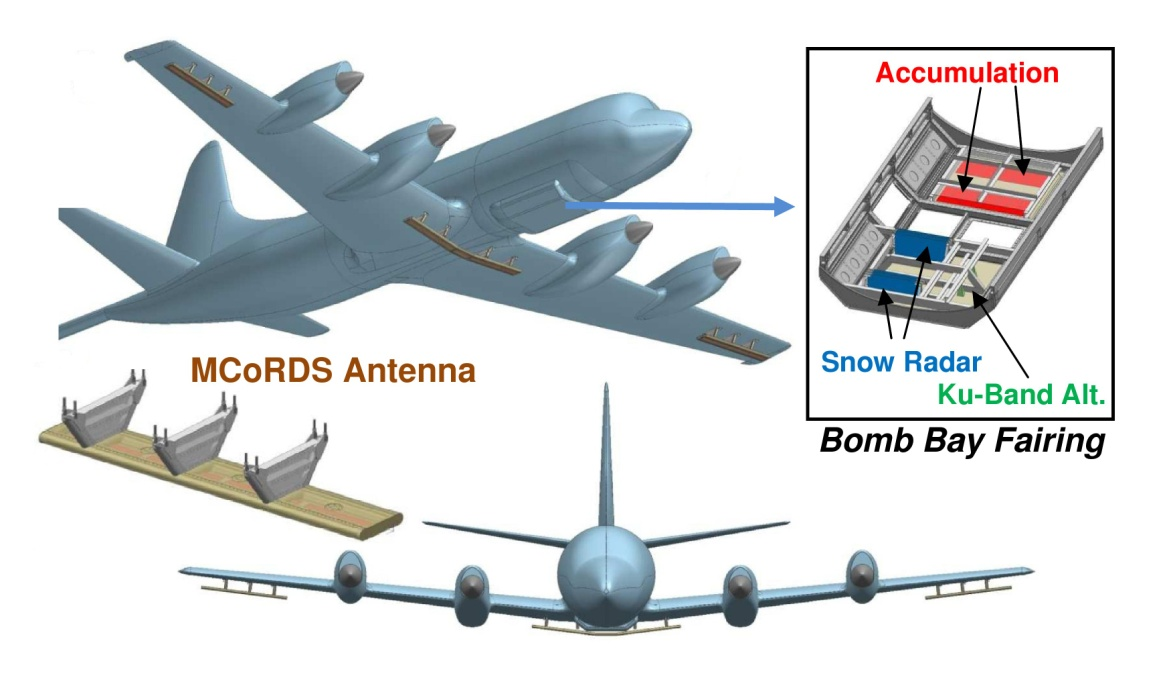 Accumulation
Snow Radar
Ku-Band Alt.
Bomb Bay Fairing
MCoRDS Antenna